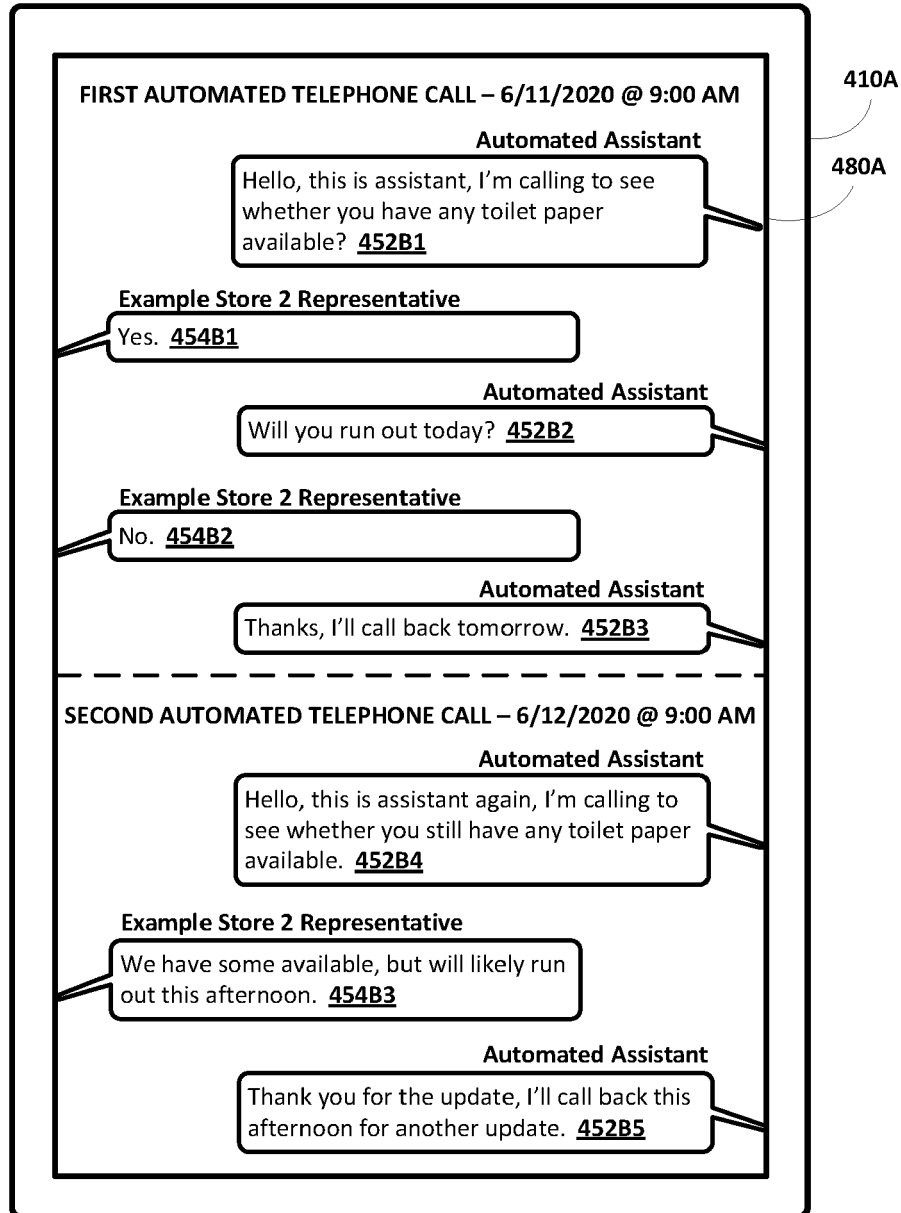 FIRST AUTOMATED TELEPHONE CALL – 6/11/2020 @ 9:00 AM
410A
Automated Assistant
480A
Hello, this is assistant, I'm calling to see
whether you have any toilet paper
available? 452B1
Example Store 2 Representative
Yes. 454B1
Automated Assistant
Will you run out today? 452B2
Example Store 2 Representative
No. 454B2
Automated Assistant
Thanks, I'll call back tomorrow. 452B3
SECOND AUTOMATED TELEPHONE CALL – 6/12/2020 @ 9:00 AM
Automated Assistant
Hello, this is assistant again, I'm calling to
see whether you still have any toilet paper
available. 452B4
Example Store 2 Representative
We have some available, but will likely run
out this afternoon. 454B3
Automated Assistant
Thank you for the update, I'll call back this
afternoon for another update. 452B5